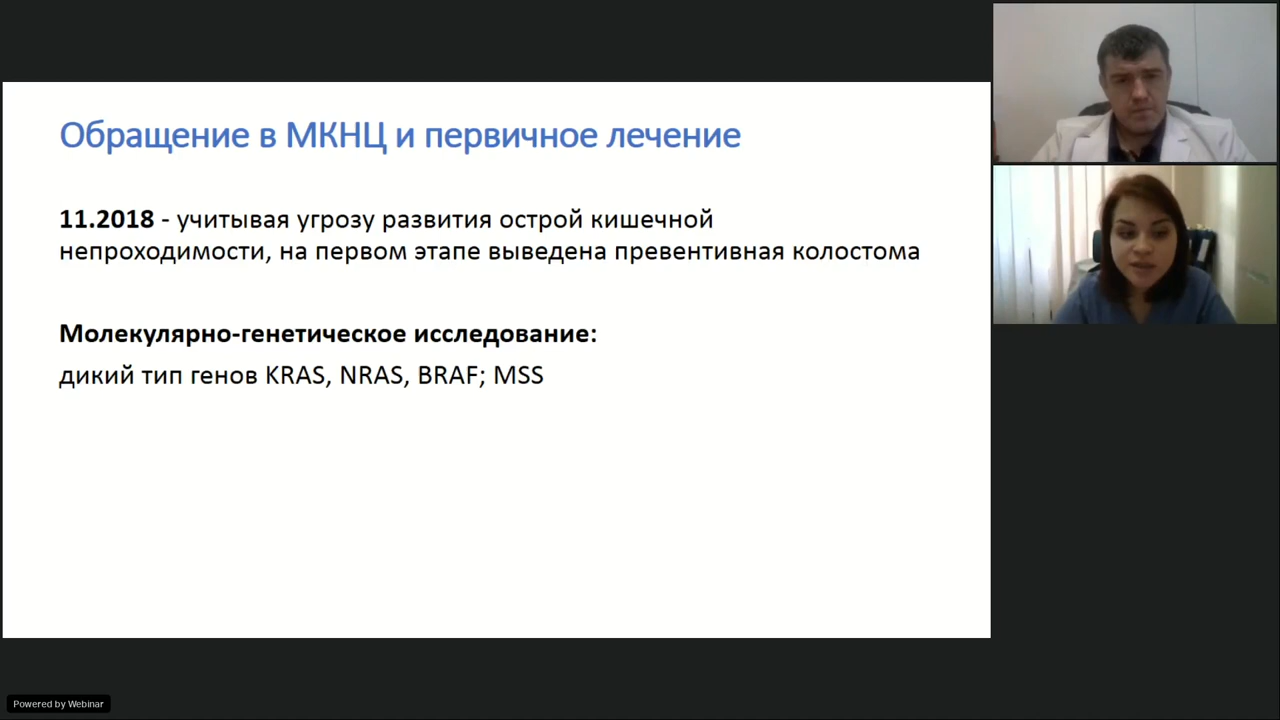 Обращение в МКНЦ и первичное лечение
11.2018 - учитывая угрозу развития острой кишечной
непроходимости, на первом этапе выведена превентивная колостома
Молекулярно-генетическое исследование:
дикий тип генов KRAS, NRAS, BRAF; MSS
Powered by Webinar